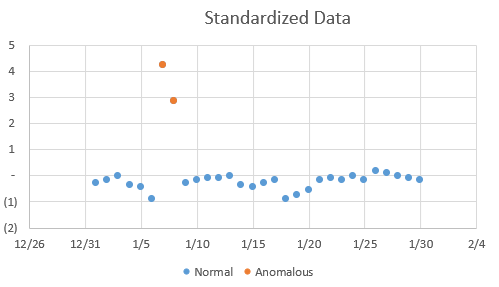 Standardized Data
5
4
3
2
1
-
(1)
(2)
12/26 12/31 1/5 1/10 1/15 1/20 1/25 1/30 2/4
Normal Anomalous